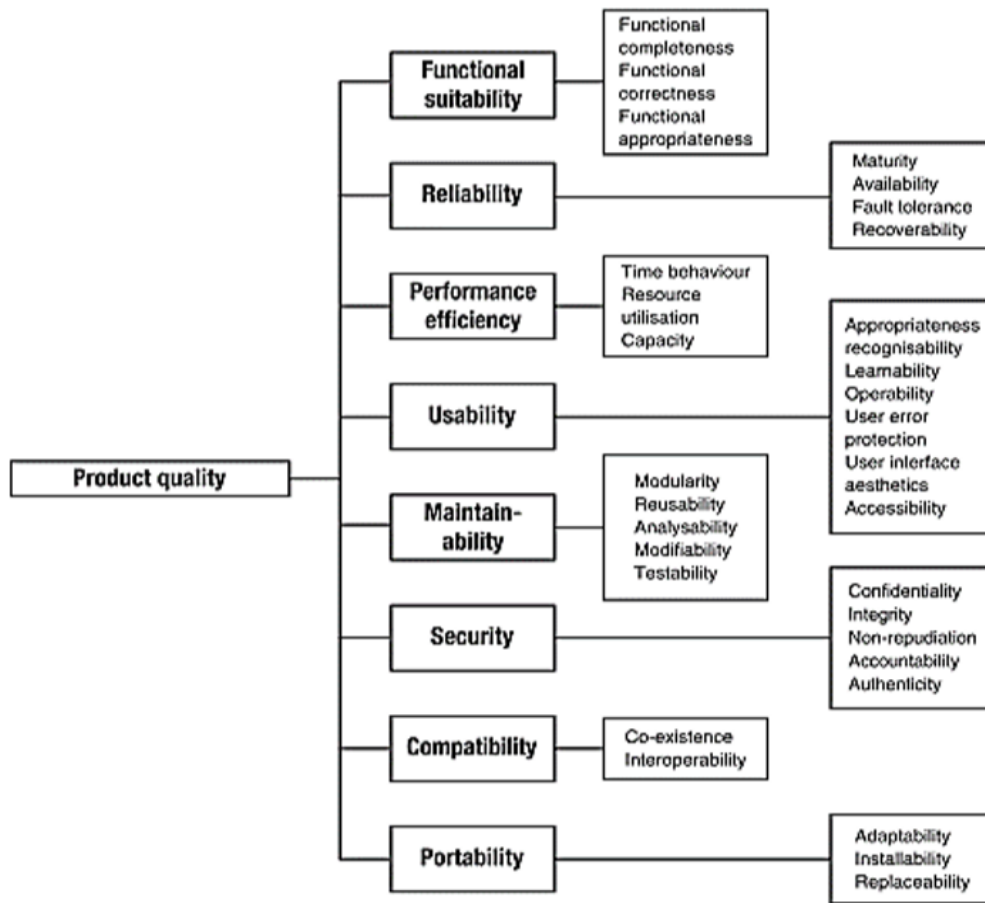 Product quality
Functional
suitability
Functional
completeness
Functional
correctness
Functional
appropriateness
Reliability
Maturity
Availability
Fault tolerance
Recoverability
Performance
efficiency
Time behaviour
Resource
utilisation
Capacity
Usability
Appropriateness
recognisability
Learnability
Operability
User error
protection
User interface
aesthetics
Accessibility
Maintain-
ability
Modularity
Reusability
Analysability
Modifiability
Testability
Security
Confidentiality
Integrity
Non-repudiation
Accountability
Authenticity
Compatibility
Co-existence
Interoperability
Portability
Adaptability
Installability
Replaceability